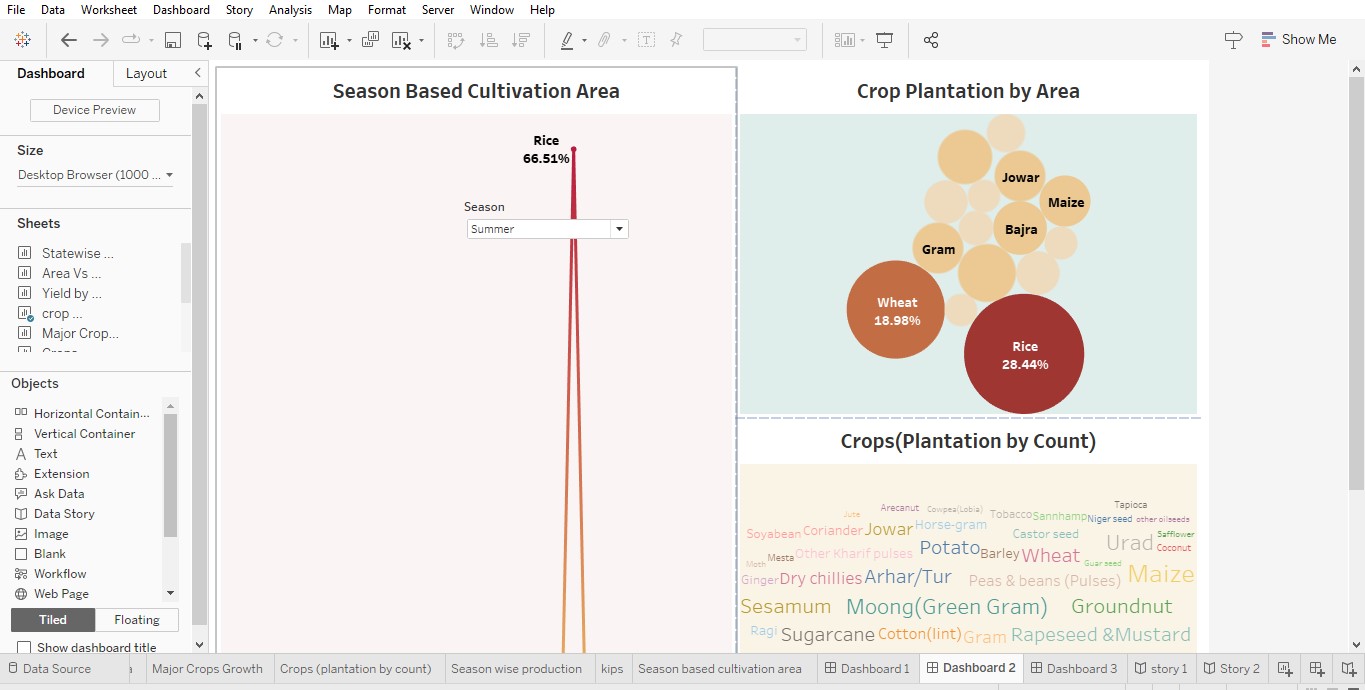 File Data Worksheet Dashboard Story Analysis Map Format Server Window Help
Show Me
Dashboard Layout
Device Preview
Size
Desktop Browser (1000 ...
Sheets
Statewise ...
Area Vs ...
Yield by ...
crop ...
Major Crop...
Objects
Horizontal Contain...
Vertical Container
Text
Extension
Ask Data
Data Story
Image
Blank
Workflow
Web Page
Tiled Floating
Show dashboard title
Season Based Cultivation Area
Rice
66.51%
Season
Summer
Crop Plantation by Area
Jowar
Maize
Bajra
Gram
Wheat
18.98%
Rice
28.44%
Crops(Plantation by Count)
Tapioca
Arecanut Cowpea(Lobia)
Jute Tobacco Sannhamp Niger seed other oilseeds
Soyabean Coriander Jowar Horse-gram Castor seed Urad Safflower
Coconut
Mesta Other Kharif pulses Potato Barley Wheat
Moth Guar seed
Ginger Dry chillies Arhar/Tur Peas & beans (Pulses) Maize
Sesamum Moong(Green Gram) Groundnut
Ragi Sugarcane Cotton(lint) Gram Rapeseed &Mustard
Data Source Major Crops Growth Crops (plantation by count) Season wise production kips Season based cultivation area Dashboard 1 Dashboard 2 Dashboard 3 story 1 Story 2